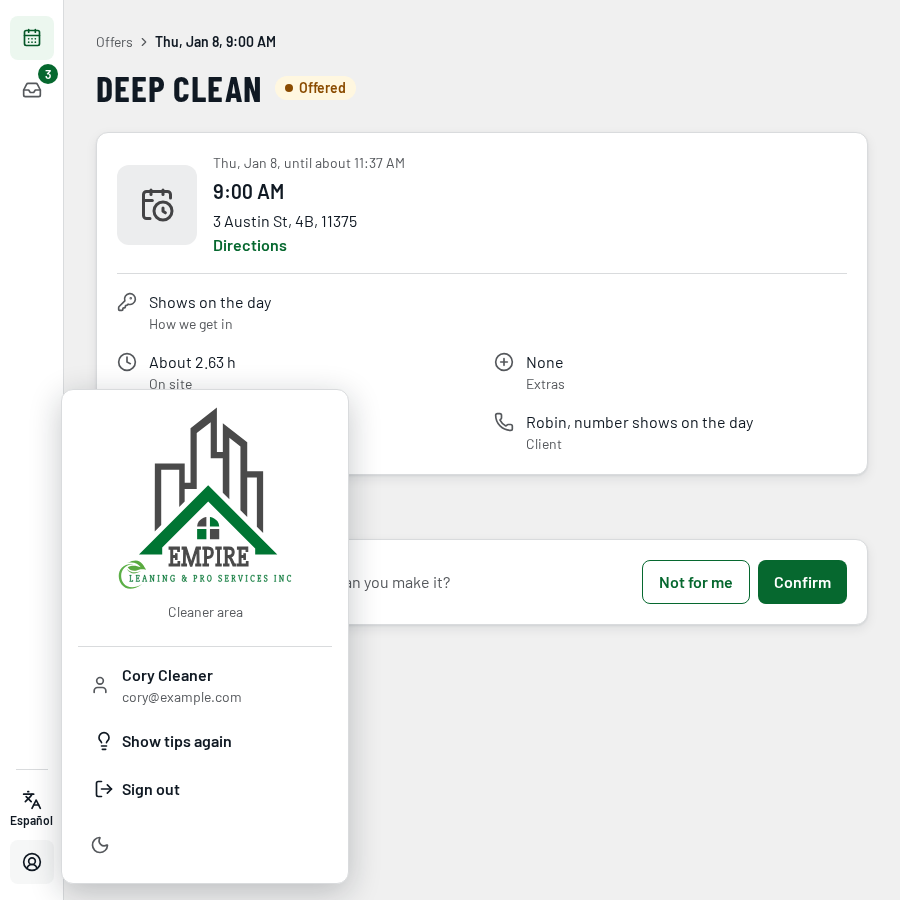 Offers > Thu, Jan 8, 9:00 AM
3
DEEP CLEAN
Offered
Thu, Jan 8, until about 11:37 AM
9:00 AM
3 Austin St, 4B, 11375
Directions
Shows on the day
How we get in
About 2.63 h
On site
None
Extras
Robin, number shows on the day
Client
an you make it?
Not for me
Confirm
EMPIRE
CLEANING & PRO SERVICES INC
Cleaner area
Cory Cleaner
cory@example.com
Show tips again
Sign out
Español